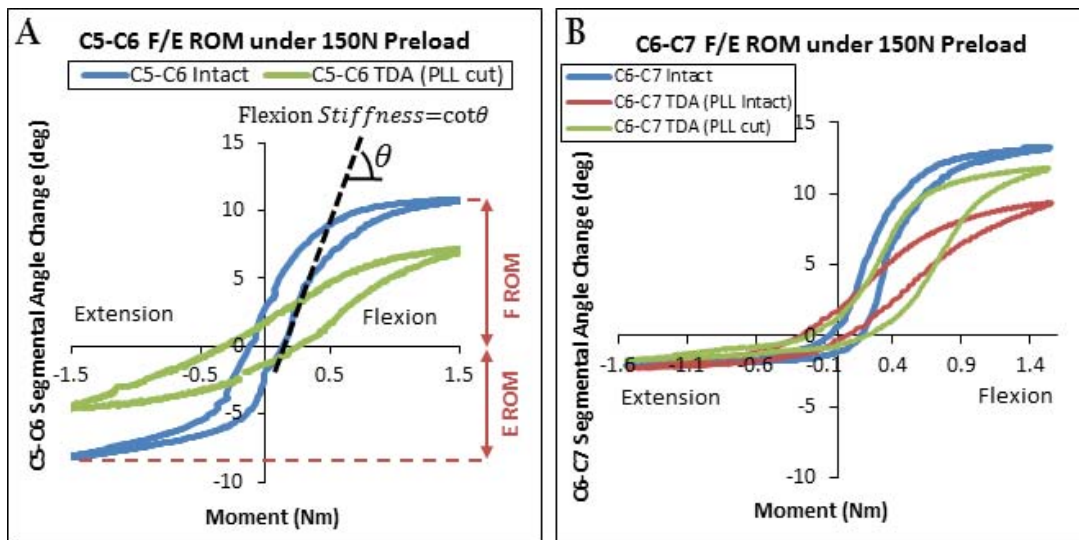 A
C5-C6 F/E ROM under 150N Preload
C5-C6 Intact C5-C6 TDA (PLL cut)
Flexion Stiffness=cotθ
θ
C5-C6 Segmental Angle Change (deg)
15
10
5
0
-5
-10
-1.5 -0.5 0.5 1.5
Extension
Flexion
F ROM
E ROM
Moment (Nm)
B
C6-C7 F/E ROM under 150N Preload
C6-C7 Intact
C6-C7 TDA (PLL Intact)
C6-C7 TDA (PLL cut)
C6-C7 Segmental Angle Change (deg)
15
10
5
0
-5
-10
-1.6 -1.1 -0.6 -0.1 0.4 0.9 1.4
Extension
Flexion
Moment (Nm)